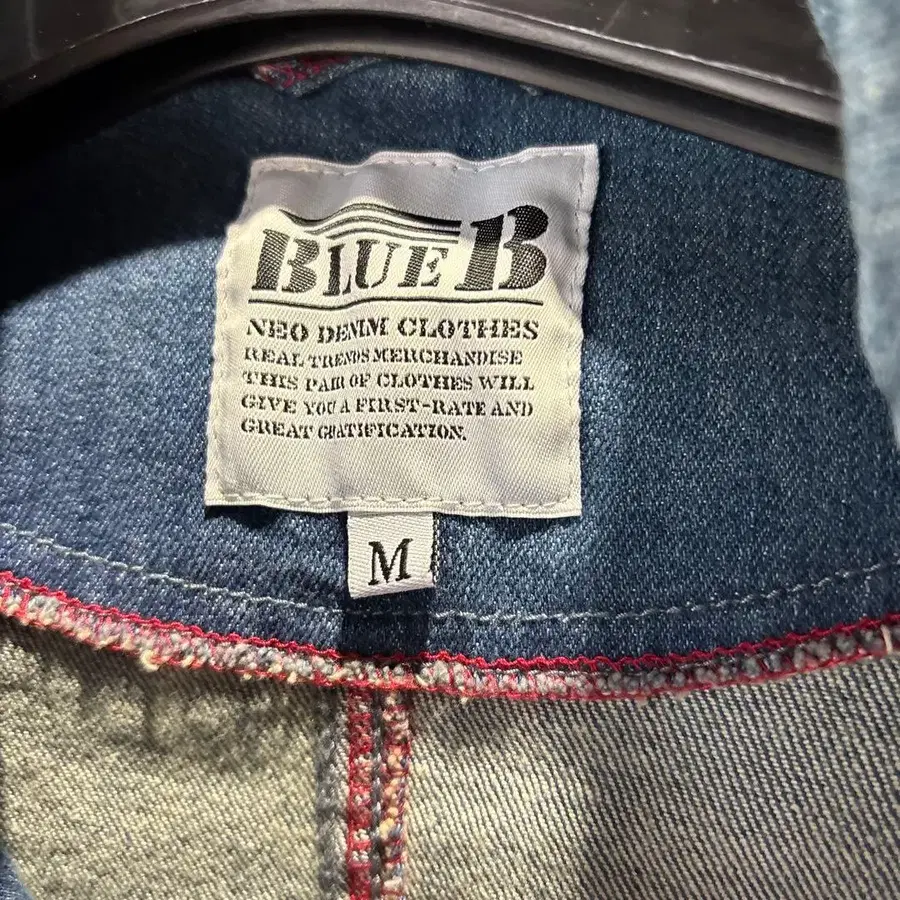 BLUE B
NEO DENIM CLOTHES
REAL TRENDS MERCHANDISE
THIS PAIR OF CLOTHES WILL
GIVE YOU A FIRST-RATE AND
GREAT GRATIFICATION.
M